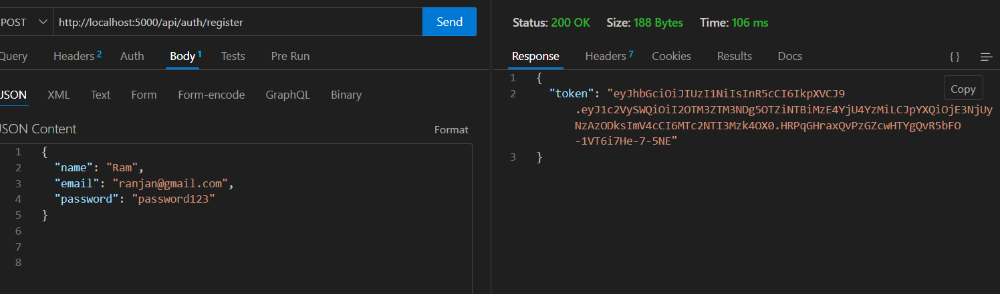 POST
http://localhost:5000/api/auth/register
Send
Query
Headers 2
Auth
Body 1
Tests
Pre Run
JSON
XML
Text
Form
Form-encode
GraphQL
Binary
JSON Content
Format
1 {
2 "name": "Ram",
3 "email": "ranjan@gmail.com",
4 "password": "password123"
5 }
6
7
8
Status: 200 OK Size: 188 Bytes Time: 106 ms
Response
Headers 7
Cookies
Results
Docs
{ }
Copy
1 {
2 "token": "eyJhbGciOiJIUzI1NiIsInR5cCI6IkpXVCJ9
.eyJ1c2VySWQiOiI2OTM3ZTM3NDg5OTZiNTBiMzE4YjU4YzMiLCJpYXQiOjE3NjUy
NzAzODksImV4cCI6MTc2NTI3Mzk4OX0.HRPqGHraxQvPzGZcwHTYgQvR5bFO
-1VT6i7He-7-5NE"
3 }